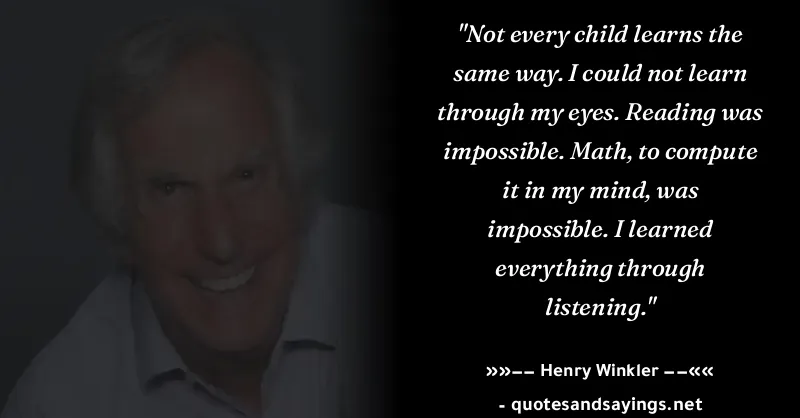 "Not every child learns the
same way. I could not learn
through my eyes. Reading was
impossible. Math, to compute
it in my mind, was
impossible. I learned
everything through
listening."
»»−− Henry Winkler −−««
- quotesandsayings.net